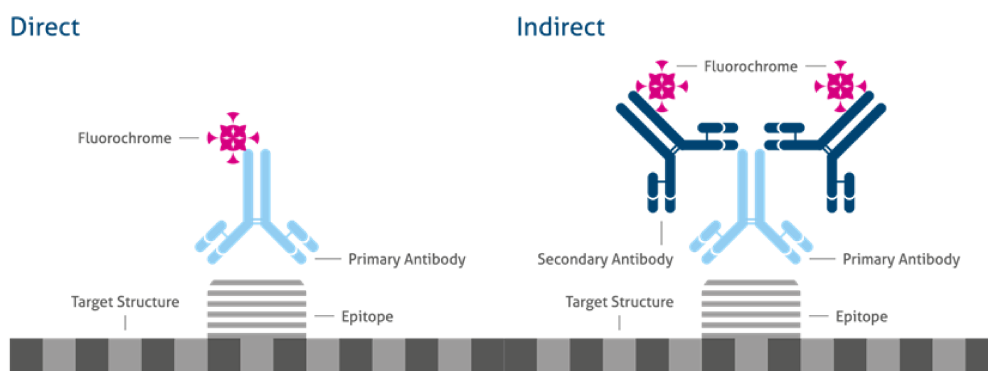 Direct
Indirect
Fluorochrome
Fluorochrome
Primary Antibody
Secondary Antibody
Primary Antibody
Target Structure
Epitope
Target Structure
Epitope